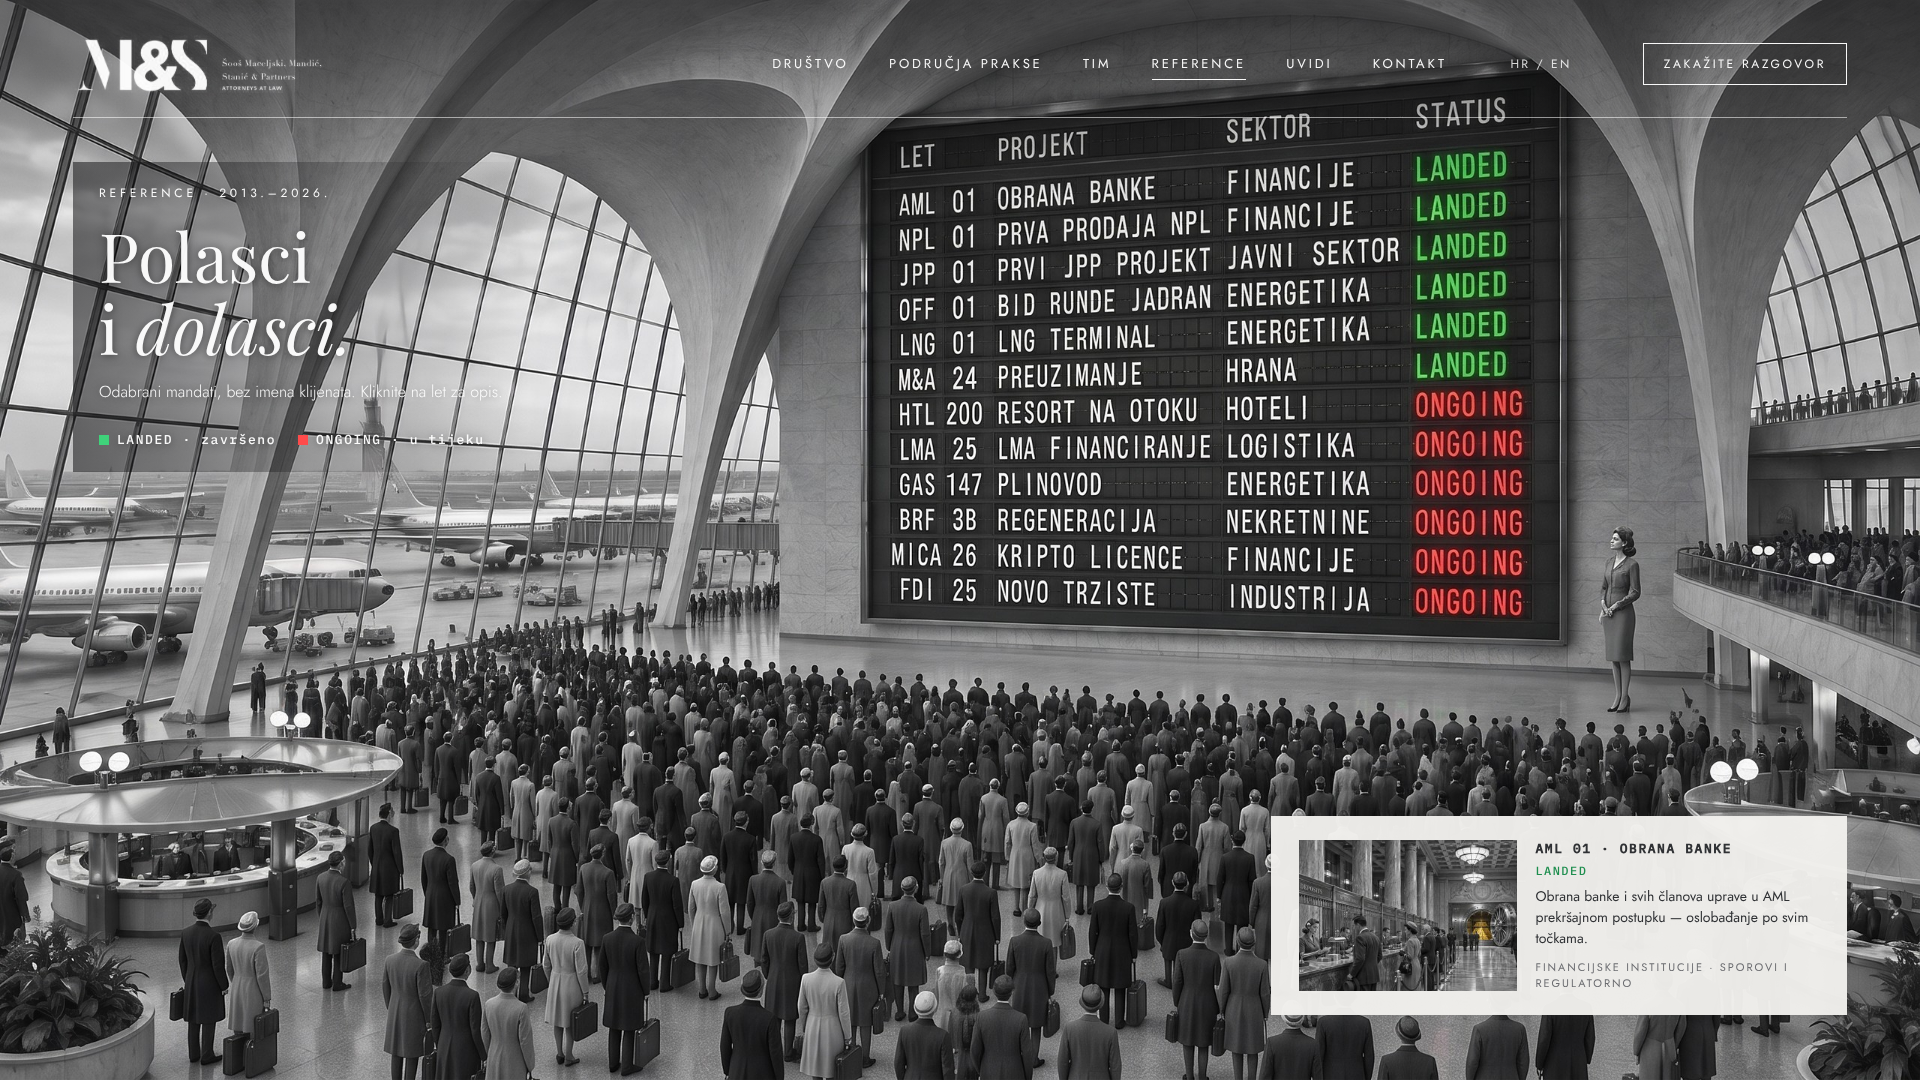 M&S
Šooš Maceljski, Mandić,
Stanić & Partners
ATTORNEYS AT LAW
DRUŠTVO PODRUČJA PRAKSE TIM REFERENCE UVIDI KONTAKT HR / EN ZAKAŽITE RAZGOVOR
REFERENCE · 2013.—2026.
Polasci
i dolasci.
Odabrani mandati, bez imena klijenata. Kliknite na let za opis.
LANDED · završeno ONGOING · u tijeku
LET PROJEKT SEKTOR STATUS
AML 01 OBRANA BANKE FINANCIJE LANDED
NPL 01 PRVA PRODAJA NPL FINANCIJE LANDED
JPP 01 PRVI JPP PROJEKT JAVNI SEKTOR LANDED
OFF 01 BID RUNDE JADRAN ENERGETIKA LANDED
LNG 01 LNG TERMINAL ENERGETIKA LANDED
M&A 24 PREUZIMANJE HRANA LANDED
HTL 200 RESORT NA OTOKU HOTELI ONGOING
LMA 25 LMA FINANCIRANJE LOGISTIKA ONGOING
GAS 147 PLINOVOD ENERGETIKA ONGOING
BRF 3B REGENERACIJA NEKRETNINE ONGOING
MICA 26 KRIPTO LICENCE FINANCIJE ONGOING
FDI 25 NOVO TRZISTE INDUSTRIJA ONGOING
AML 01 · OBRANA BANKE
LANDED
Obrana banke i svih članova uprave u AML
prekršajnom postupku — oslobađanje po svim
točkama.
FINANCIJSKE INSTITUCIJE · SPOROVI I
REGULATORNO